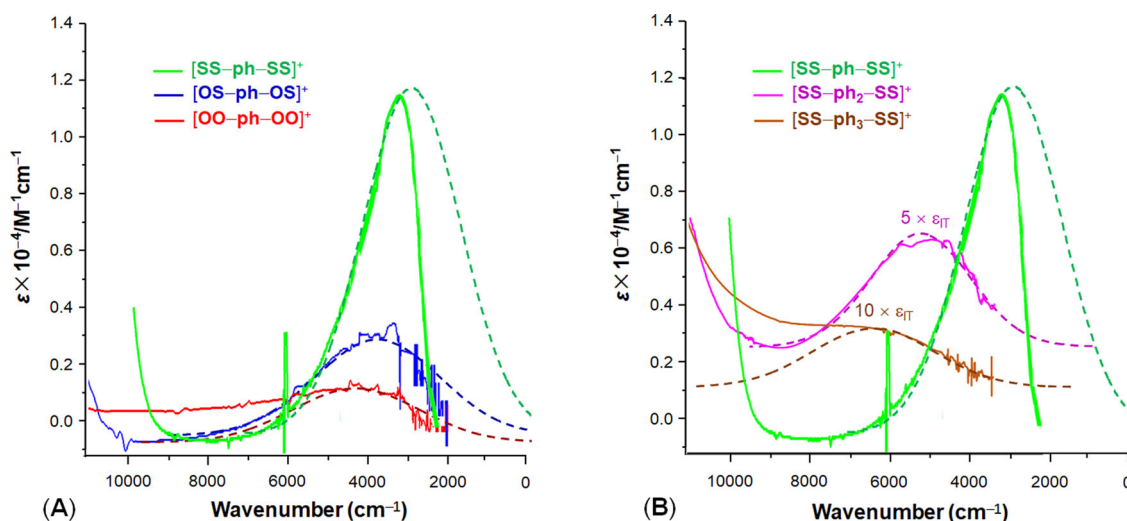 (A)
ε × 10⁻⁴/M⁻¹cm⁻¹
1.4
1.2
1.0
0.8
0.6
0.4
0.2
0.0
[SS–ph–SS]⁺
[OS–ph–OS]⁺
[OO–ph–OO]⁺
10000 8000 6000 4000 2000 0
Wavenumber (cm⁻¹)
(B)
ε × 10⁻⁴/M⁻¹cm⁻¹
1.4
1.2
1.0
0.8
0.6
0.4
0.2
0.0
[SS–ph–SS]⁺
[SS–ph₂–SS]⁺
[SS–ph₃–SS]⁺
5 × εIT
10 × εIT
10000 8000 6000 4000 2000 0
Wavenumber (cm⁻¹)